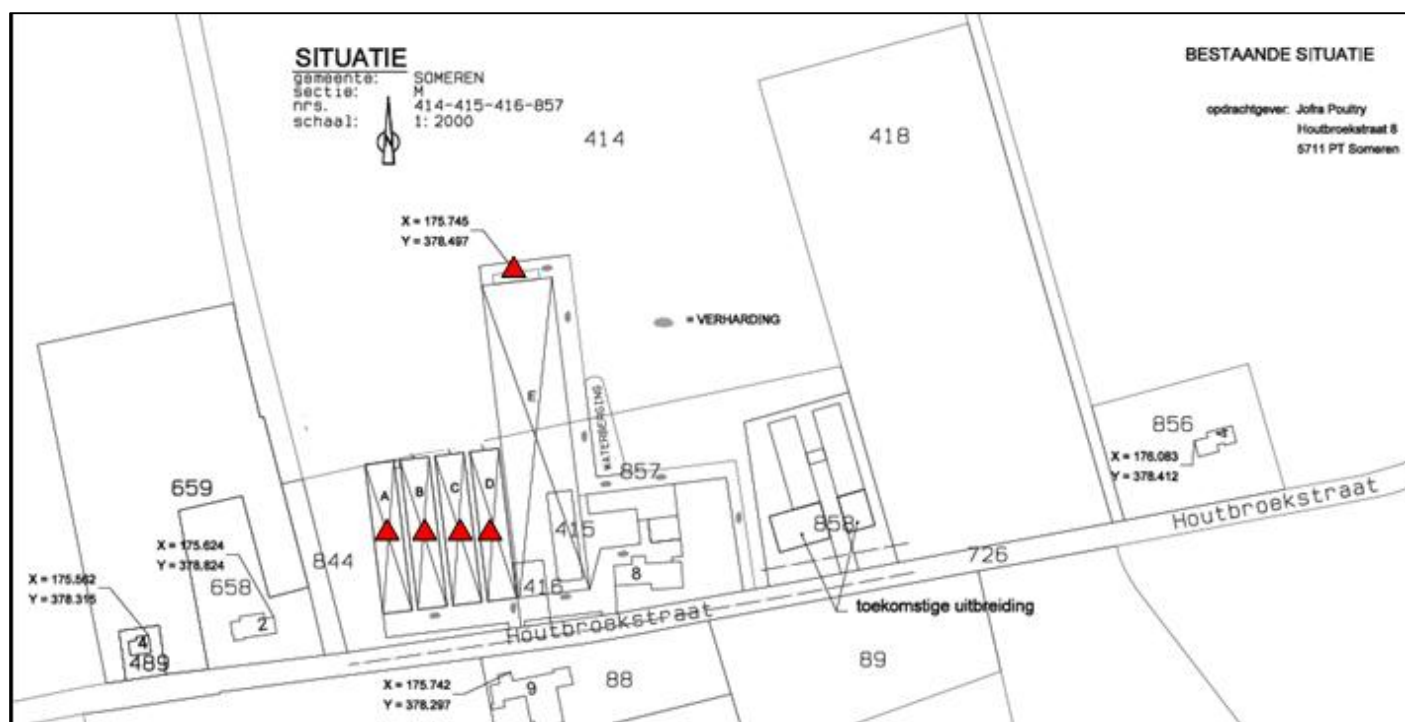 SITUATIE
gemeente: SOMEREN
sectie: M
nrs. 414-415-416-857
schaal: 1: 2000
BESTAANDE SITUATIE
opdrachtgever: Jofra Poultry
Houtbroekstraat 8
5711 PT Someren
414
418
X = 175.745
Y = 378.497
= VERHARDING
E
WATERBERGING
856
X = 176.083
Y = 378.412
857
659
A
B
C
D
Houtbroekstraat
415
858
X = 175.624
Y = 378.824
844
726
X = 175.562
Y = 378.315
658
416
8
2
toekomstige uitbreiding
Houtbroekstraat
4
489
89
88
9
X = 175.742
Y = 378.297